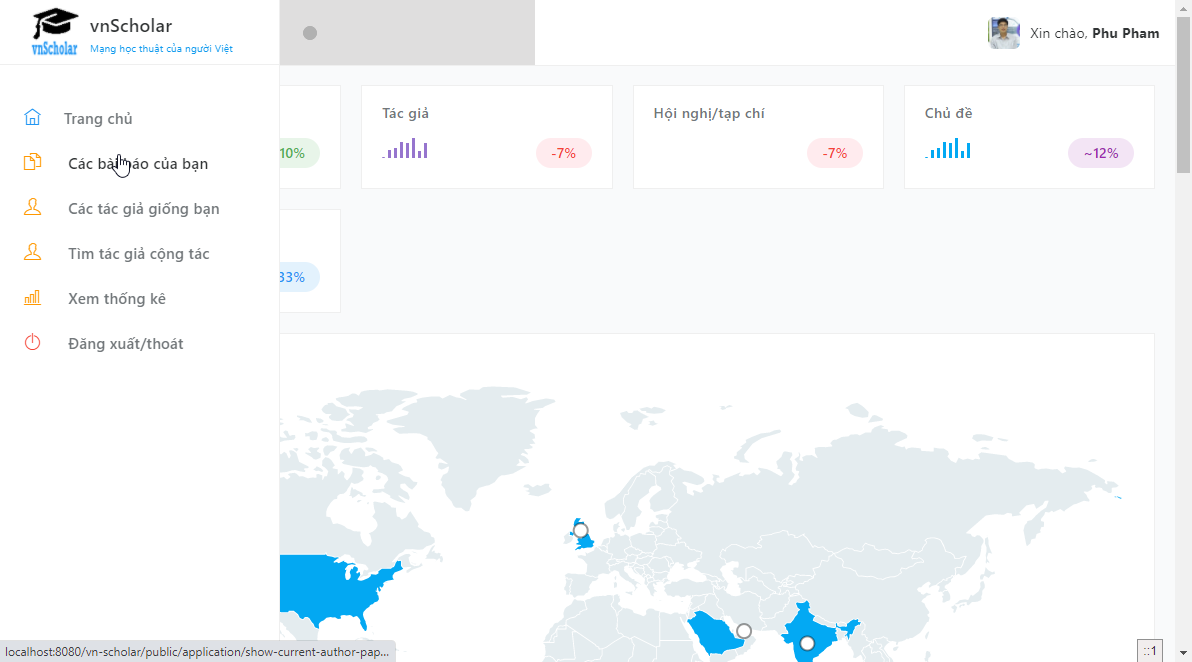 vnScholar
vnScholar
Mạng học thuật của người Việt
Xin chào, Phu Pham
Trang chủ
Các bài báo của bạn
Các tác giả giống bạn
Tìm tác giả cộng tác
Xem thống kê
Đăng xuất/thoát
10%
Tác giả
-7%
Hội nghị/tạp chí
-7%
Chủ đề
~12%
33%
localhost:8080/vn-scholar/public/application/show-current-author-pap...
::1